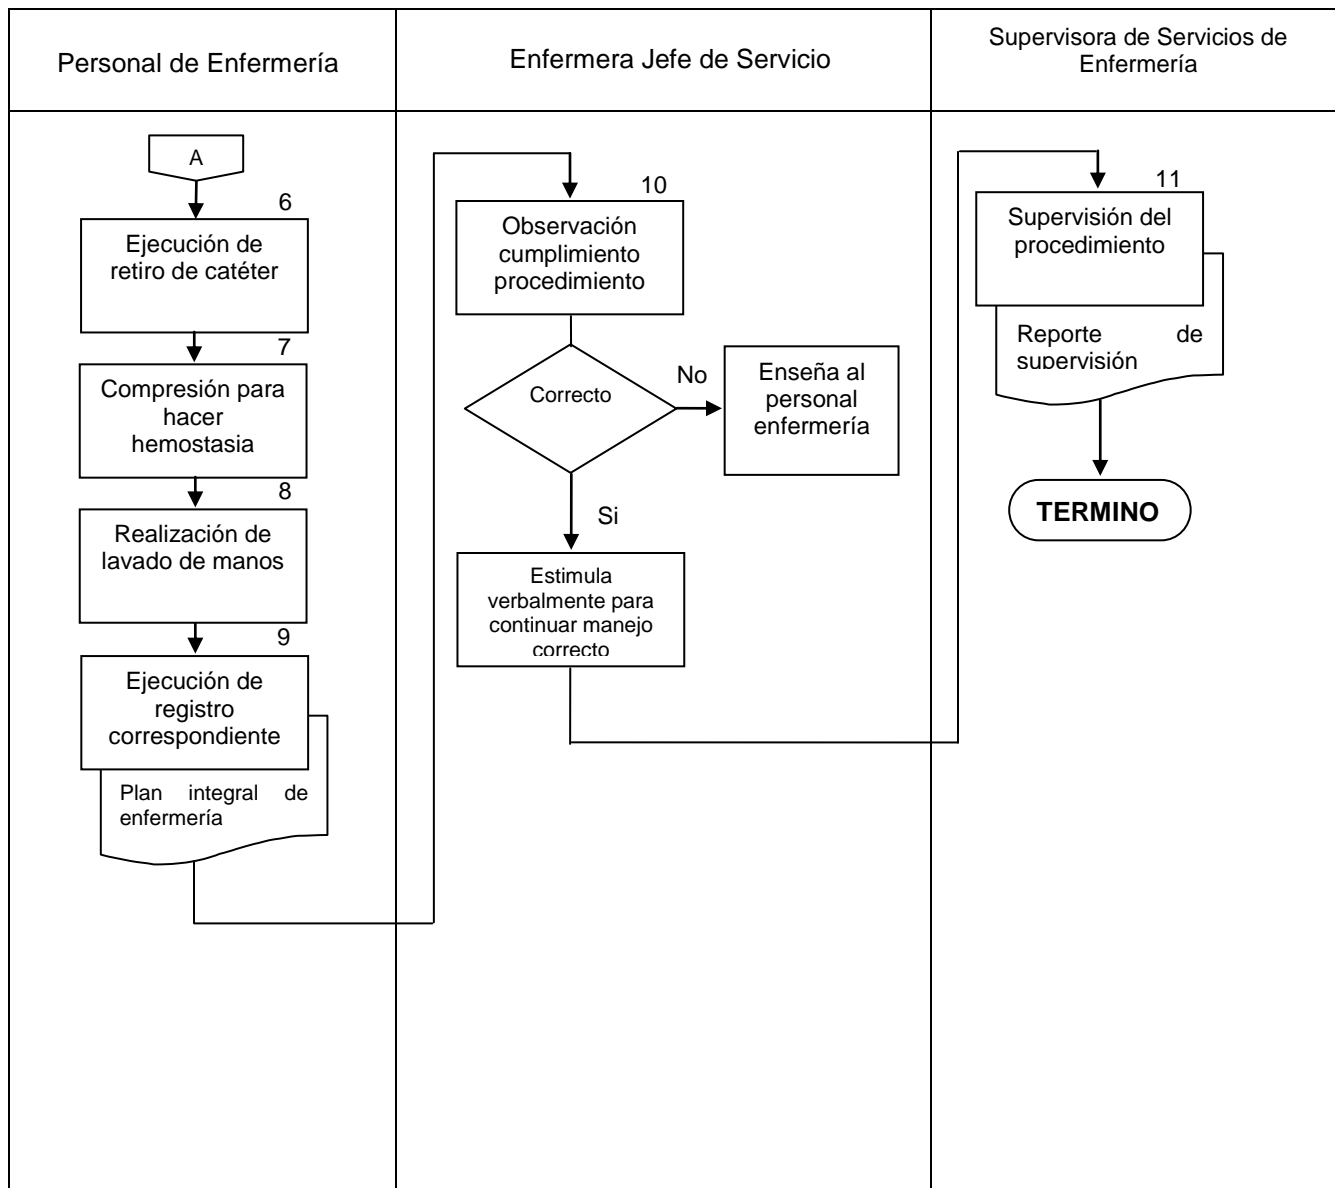 Personal de Enfermería
Enfermera Jefe de Servicio
Supervisora de Servicios de
Enfermería
A
6
Ejecución de
retiro de catéter
7
Compresión para
hacer
hemostasia
8
Realización de
lavado de manos
9
Ejecución de
registro
correspondiente
Plan integral de
enfermería
10
Observación
cumplimiento
procedimiento
Correcto
No
Enseña al
personal
enfermería
Si
Estimula
verbalmente para
continuar manejo
correcto
11
Supervisión del
procedimiento
Reporte de
supervisión
TERMINO